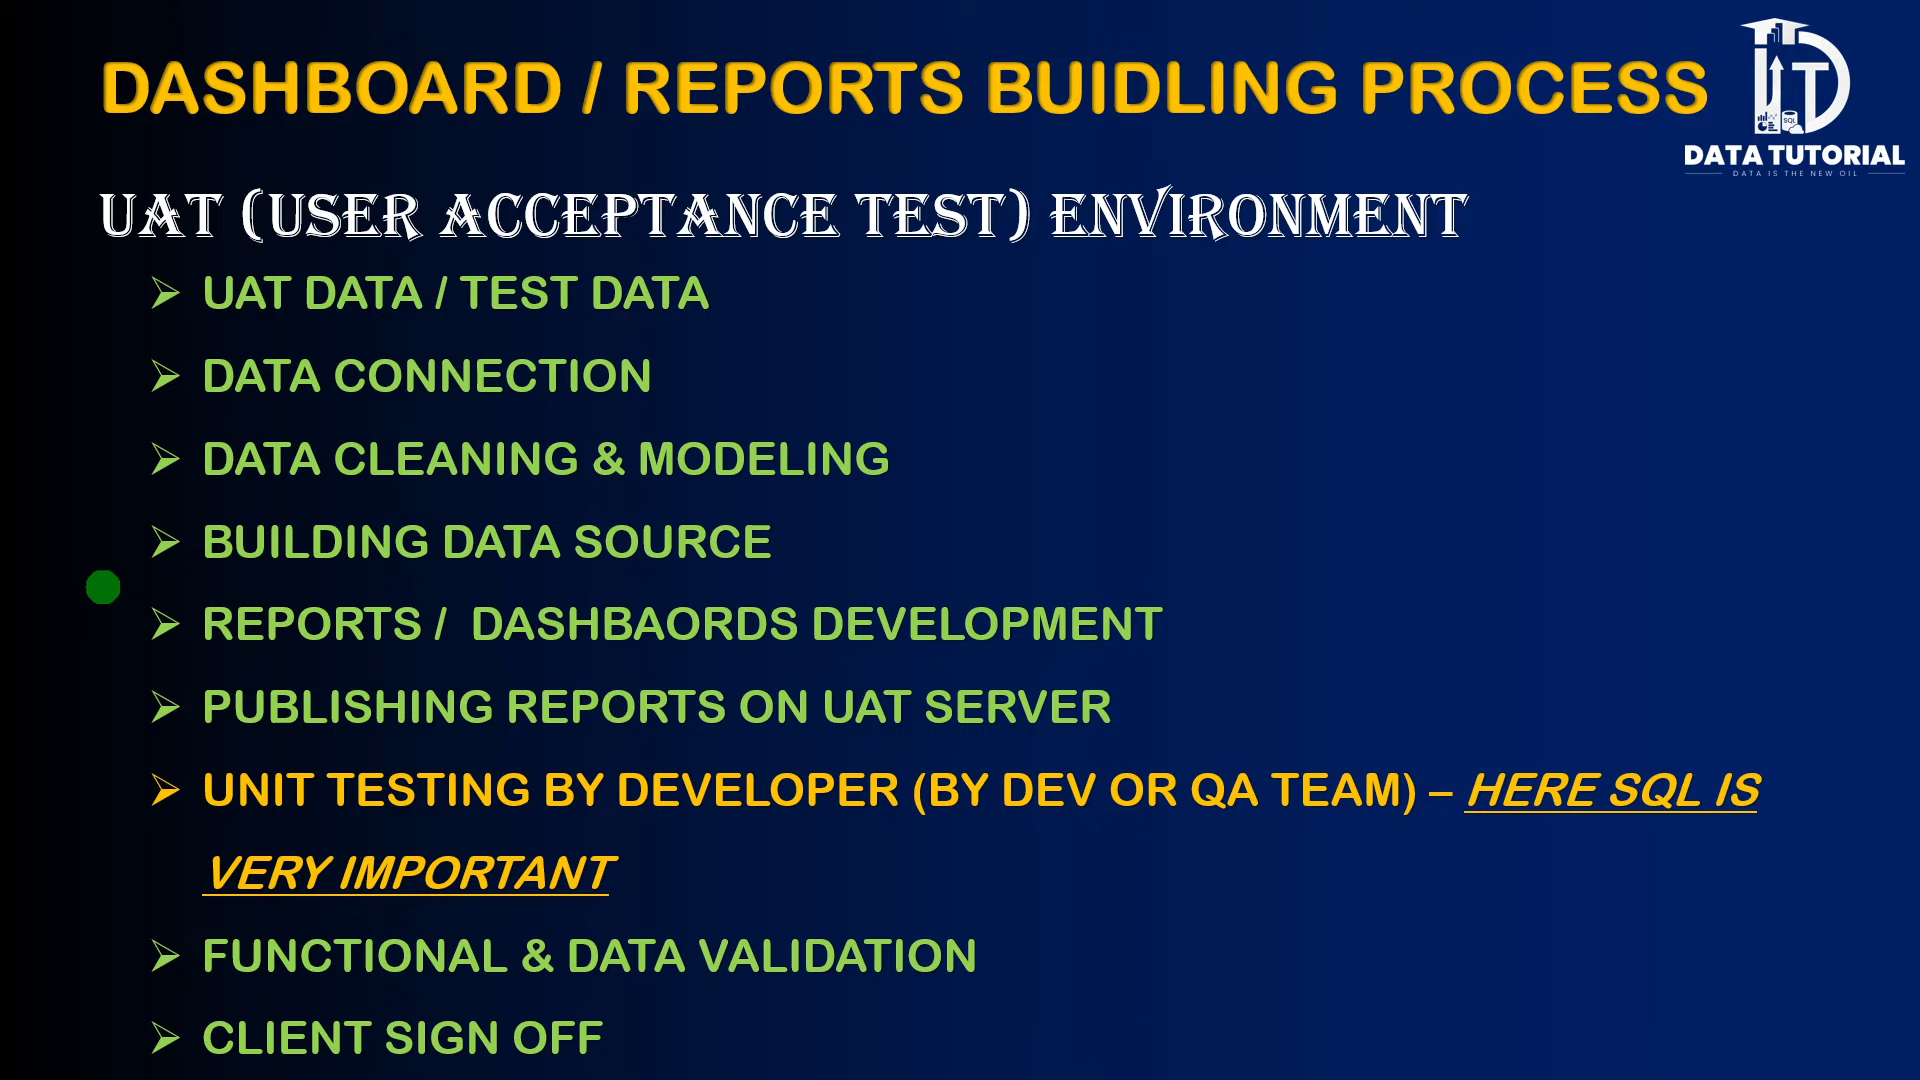 DASHBOARD / REPORTS BUIDLING PROCESS
SQL
T
DATA TUTORIAL
DATA IS THE NEW OIL
UAT (USER ACCEPTANCE TEST) ENVIRONMENT
➢ UAT DATA / TEST DATA
➢ DATA CONNECTION
➢ DATA CLEANING & MODELING
➢ BUILDING DATA SOURCE
➢ REPORTS / DASHBAORDS DEVELOPMENT
➢ PUBLISHING REPORTS ON UAT SERVER
➢ UNIT TESTING BY DEVELOPER (BY DEV OR QA TEAM) – HERE SQL IS
VERY IMPORTANT
➢ FUNCTIONAL & DATA VALIDATION
➢ CLIENT SIGN OFF